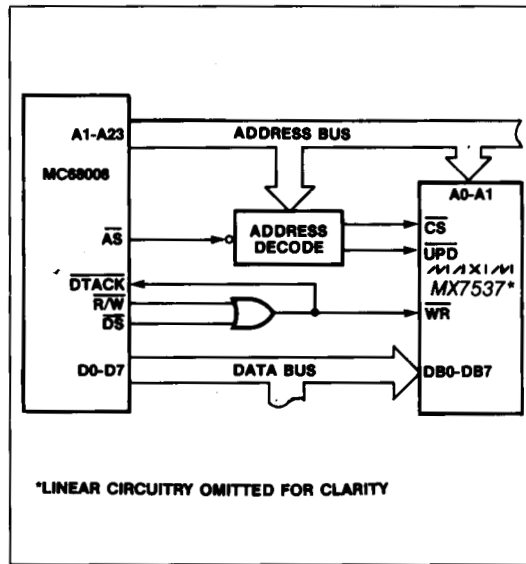 A1-A23
ADDRESS BUS
MC68008
A0-A1
AS
ADDRESS
DECODE
CS
UPD
MAXIM
MX7537*
DTACK
R/W
DS
WR
D0-D7
DATA BUS
DB0-DB7
*LINEAR CIRCUITRY OMITTED FOR CLARITY